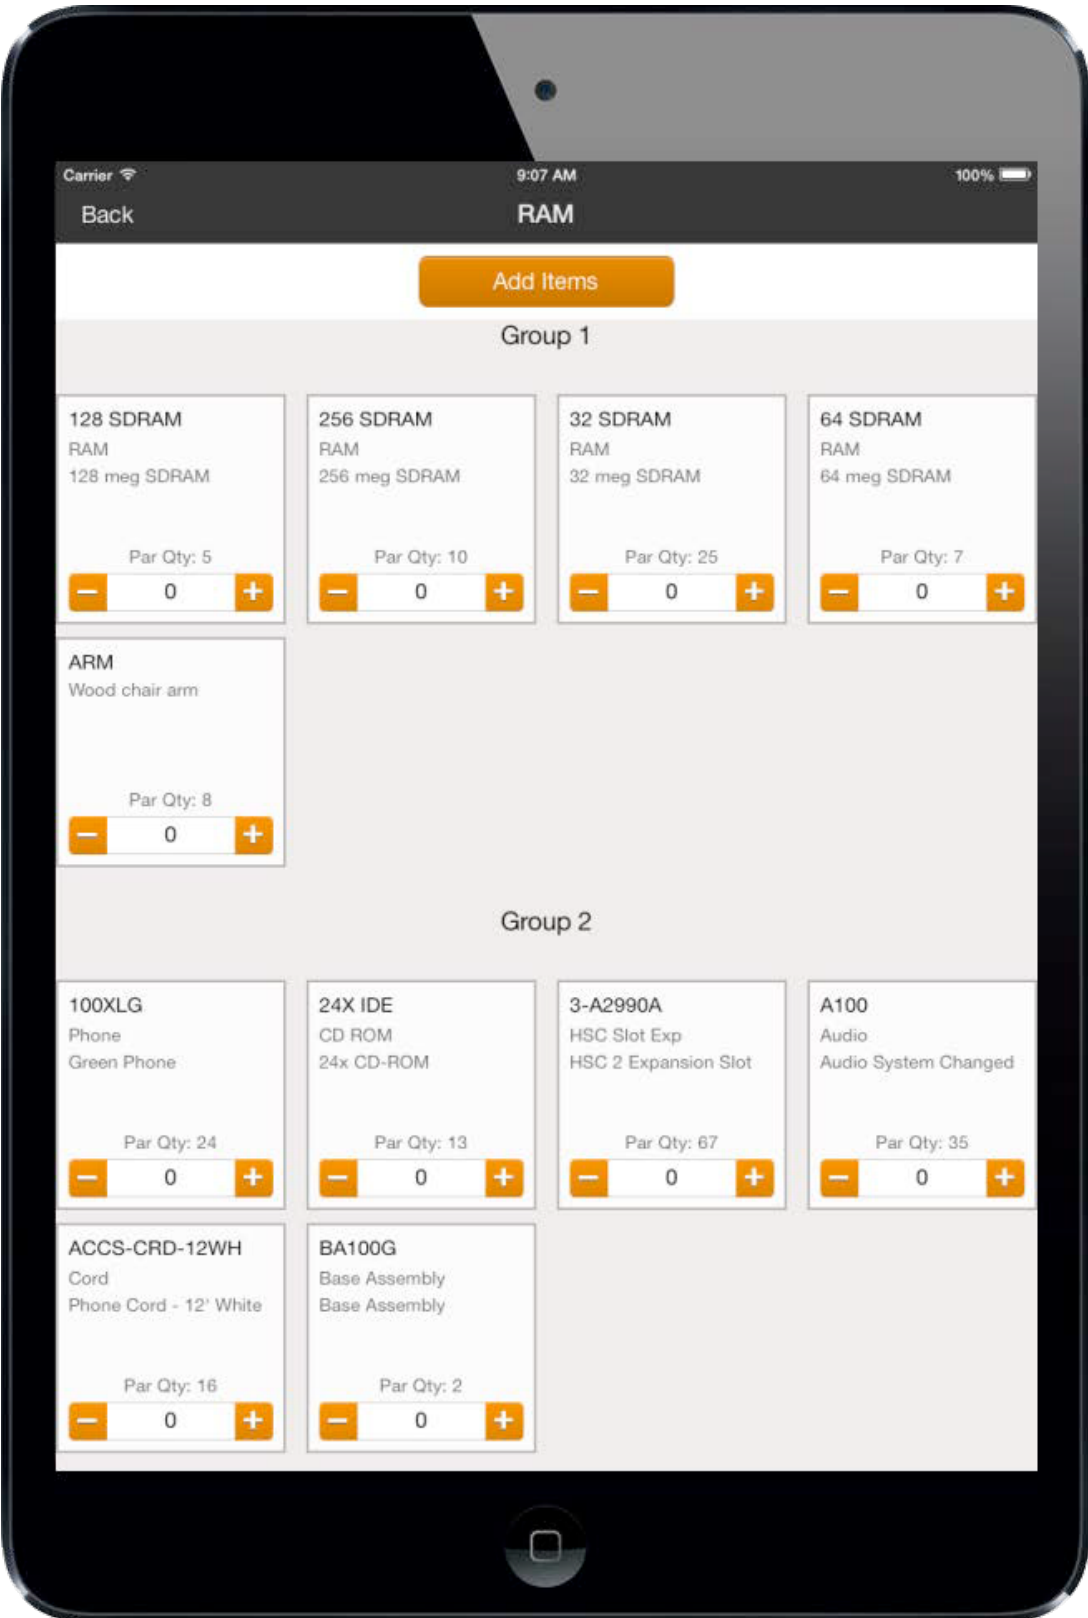 Carrier 9:07 AM 100%
Back RAM
Add Items
Group 1
128 SDRAM
RAM
128 meg SDRAM
Par Qty: 5
0
256 SDRAM
RAM
256 meg SDRAM
Par Qty: 10
0
32 SDRAM
RAM
32 meg SDRAM
Par Qty: 25
0
64 SDRAM
RAM
64 meg SDRAM
Par Qty: 7
0
ARM
Wood chair arm
Par Qty: 8
0
Group 2
100XLG
Phone
Green Phone
Par Qty: 24
0
24X IDE
CD ROM
24x CD-ROM
Par Qty: 13
0
3-A2990A
HSC Slot Exp
HSC 2 Expansion Slot
Par Qty: 67
0
A100
Audio
Audio System Changed
Par Qty: 35
0
ACCS-CRD-12WH
Cord
Phone Cord - 12' White
Par Qty: 16
0
BA100G
Base Assembly
Base Assembly
Par Qty: 2
0